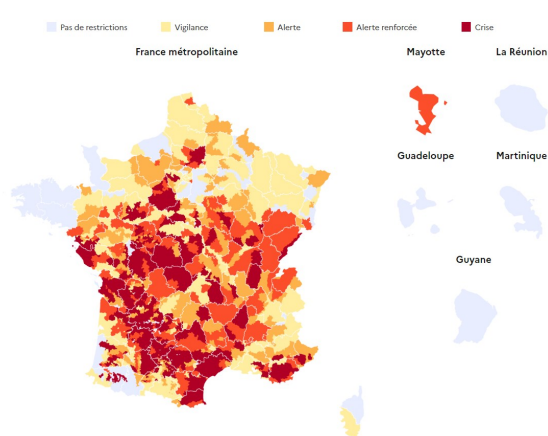 Pas de restrictions
Vigilance
Alerte
Alerte renforcée
Crise
France métropolitaine
Mayotte
La Réunion
Guadeloupe
Martinique
Guyane